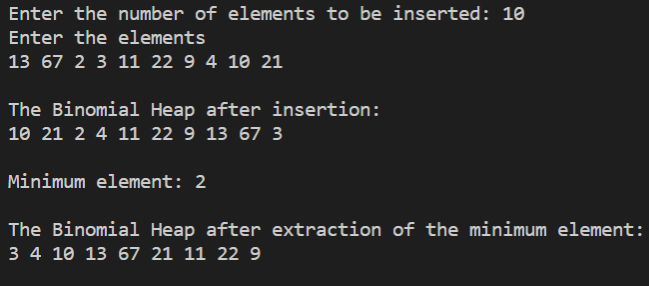 Enter the number of elements to be inserted: 10
Enter the elements
13 67 2 3 11 22 9 4 10 21
The Binomial Heap after insertion:
10 21 2 4 11 22 9 13 67 3
Minimum element: 2
The Binomial Heap after extraction of the minimum element:
3 4 10 13 67 21 11 22 9